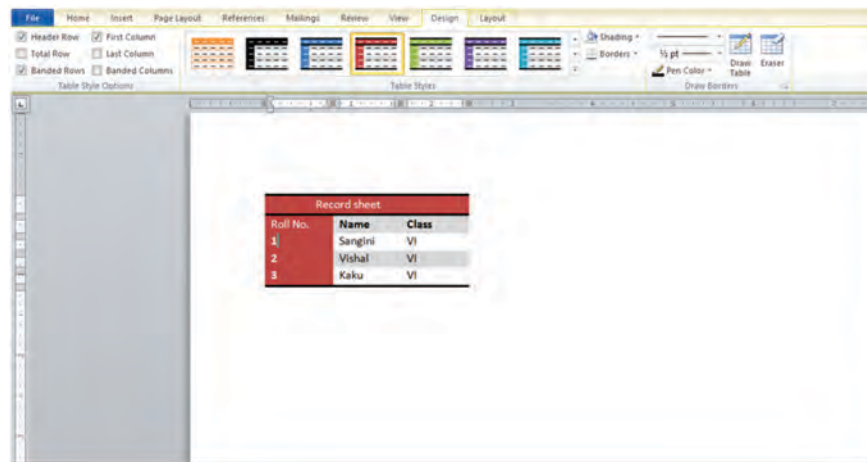 File Home Insert Page Layout References Mailings Review View Design Layout
Header Row First Column
Total Row Last Column
Banded Rows Banded Columns
Table Style Options
Table Styles
Shading
Borders
½ pt
Pen Color
Draw Table
Eraser
Draw Borders
Record sheet
Roll No. Name Class
1 Sangini VI
2 Vishal VI
3 Kaku VI